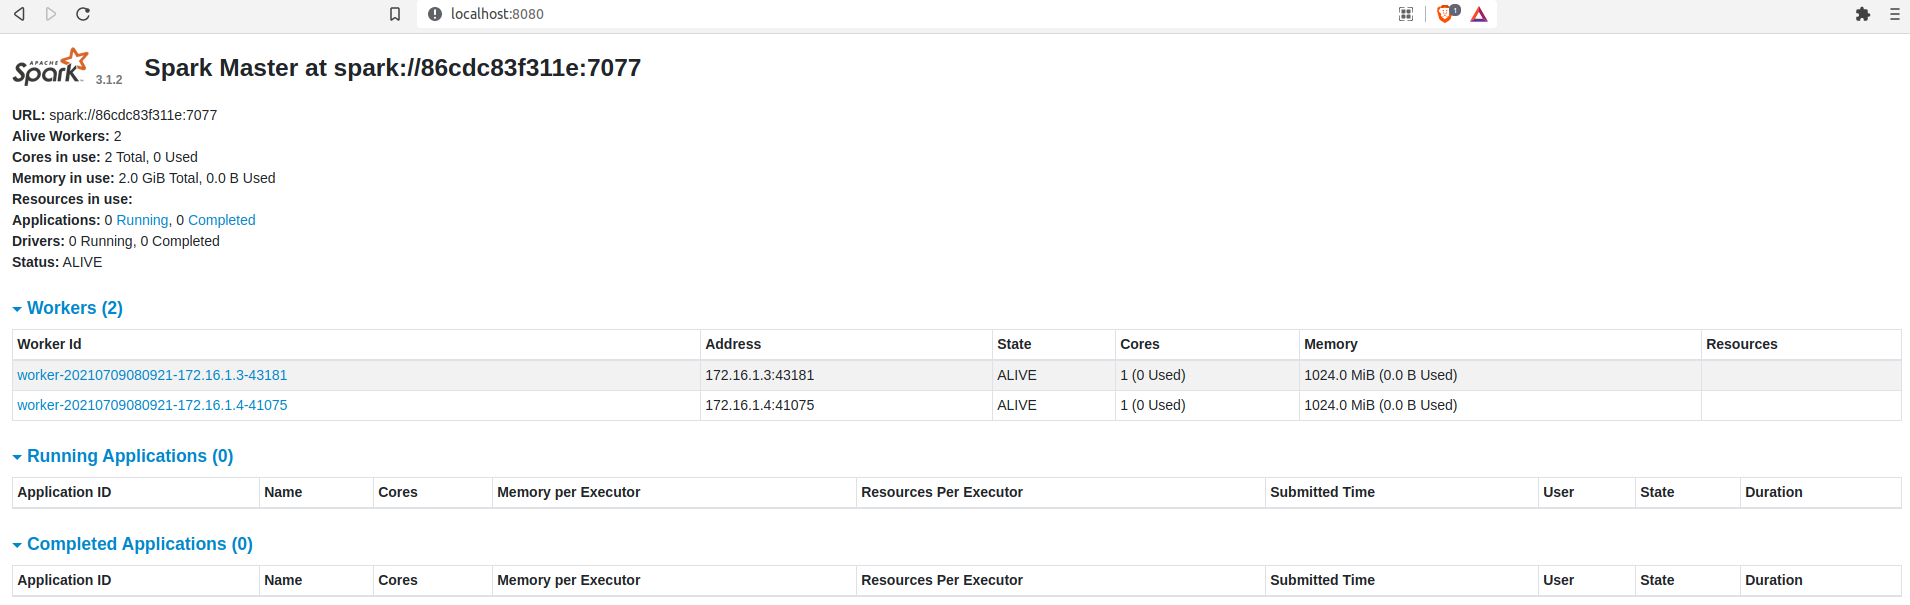 localhost:8080
1
APACHE Spark 3.1.2 Spark Master at spark://86cdc83f311e:7077
URL: spark://86cdc83f311e:7077
Alive Workers: 2
Cores in use: 2 Total, 0 Used
Memory in use: 2.0 GiB Total, 0.0 B Used
Resources in use:
Applications: 0 Running, 0 Completed
Drivers: 0 Running, 0 Completed
Status: ALIVE
Workers (2)
Worker Id Address State Cores Memory Resources
worker-20210709080921-172.16.1.3-43181 172.16.1.3:43181 ALIVE 1 (0 Used) 1024.0 MiB (0.0 B Used)
worker-20210709080921-172.16.1.4-41075 172.16.1.4:41075 ALIVE 1 (0 Used) 1024.0 MiB (0.0 B Used)
Running Applications (0)
Application ID Name Cores Memory per Executor Resources Per Executor Submitted Time User State Duration
Completed Applications (0)
Application ID Name Cores Memory per Executor Resources Per Executor Submitted Time User State Duration